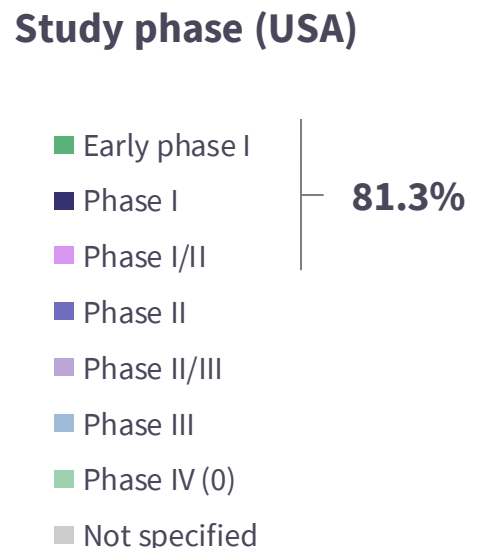 Study phase (USA)
Early phase I
Phase I
81.3%
Phase I/II
Phase II
Phase II/III
Phase III
Phase IV (0)
Not specified